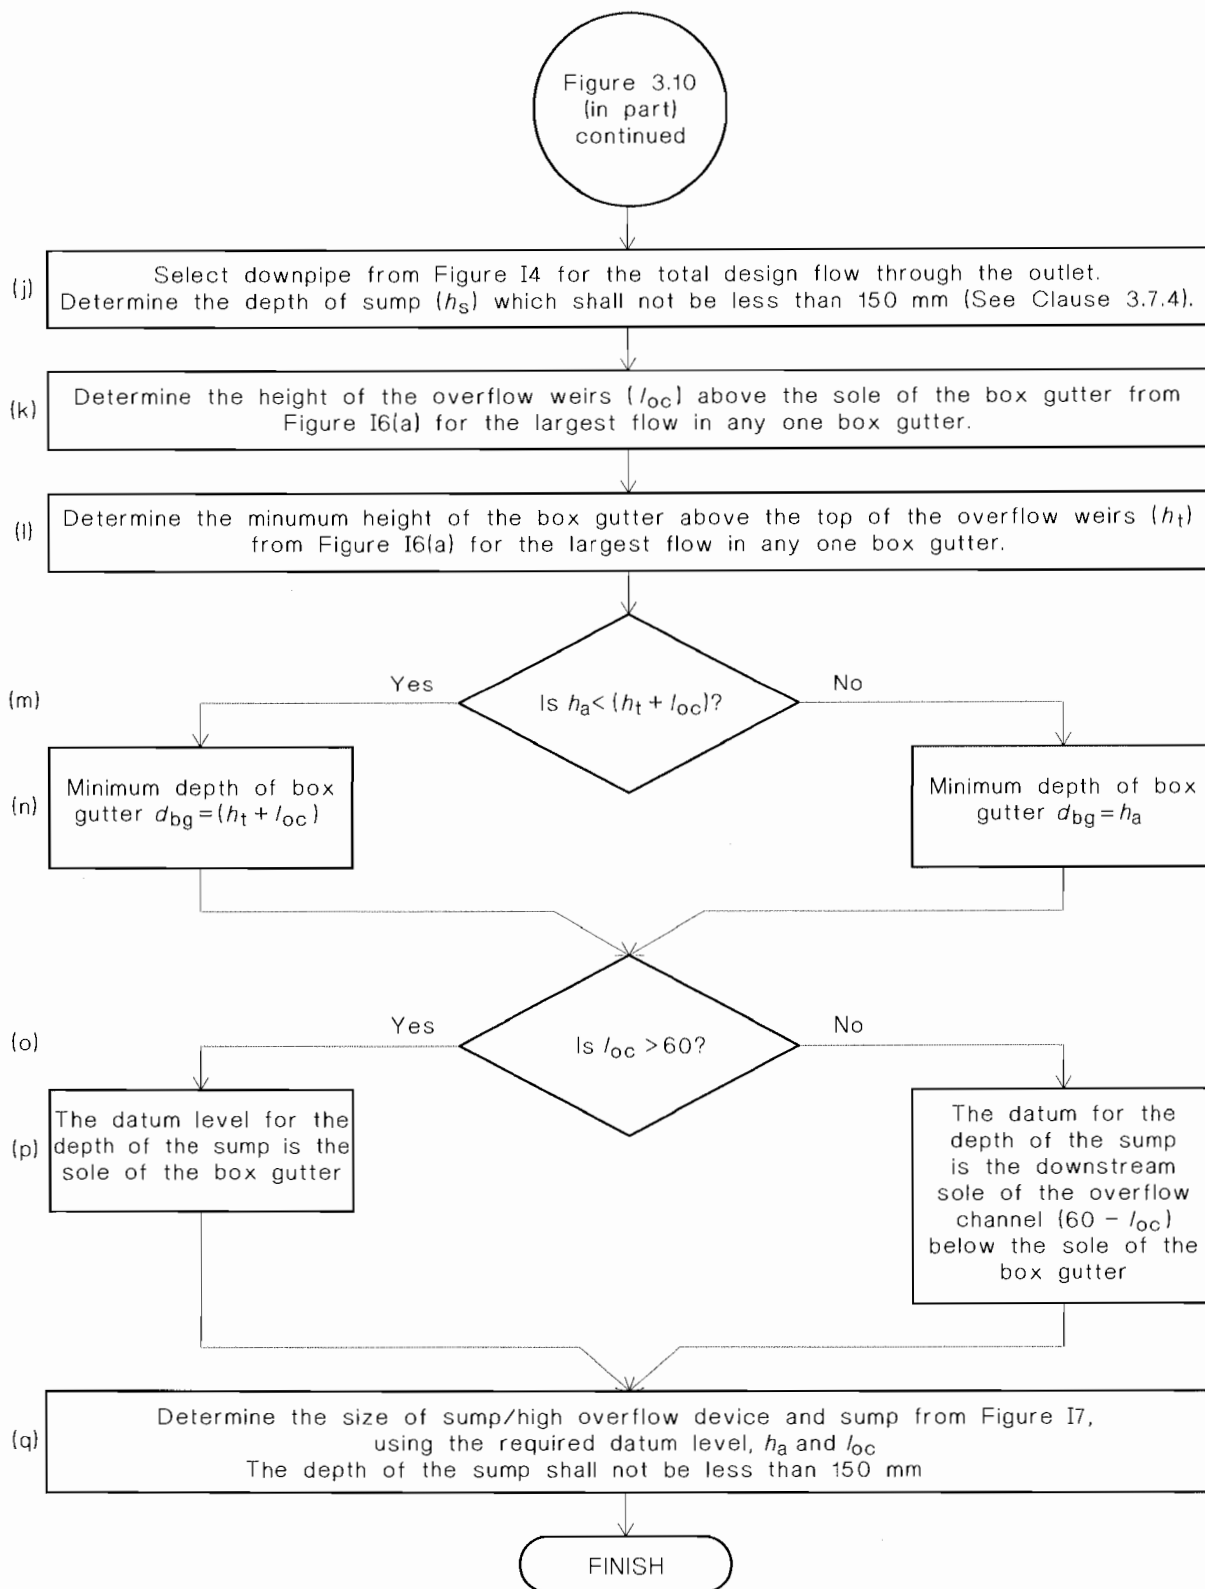 Figure 3.10
(in part)
continued
(j)
Select downpipe from Figure I4 for the total design flow through the outlet.
Determine the depth of sump (hs) which shall not be less than 150 mm (See Clause 3.7.4).
(k)
Determine the height of the overflow weirs (loc) above the sole of the box gutter from
Figure I6(a) for the largest flow in any one box gutter.
(l)
Determine the minumum height of the box gutter above the top of the overflow weirs (ht)
from Figure I6(a) for the largest flow in any one box gutter.
(m)
Yes
Is ha < (ht + loc)?
No
(n)
Minimum depth of box
gutter dbg = (ht + loc)
Minimum depth of box
gutter dbg = ha
(o)
Yes
Is loc > 60?
No
(p)
The datum level for the
depth of the sump is the
sole of the box gutter
The datum for the
depth of the sump
is the downstream
sole of the overflow
channel (60 – loc)
below the sole of the
box gutter
(q)
Determine the size of sump/high overflow device and sump from Figure I7,
using the required datum level, ha and loc
The depth of the sump shall not be less than 150 mm
FINISH